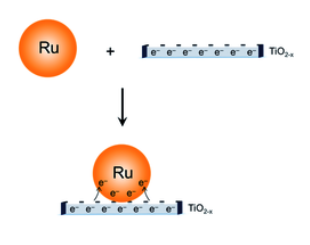 Ru + e⁻ e⁻ e⁻ e⁻ e⁻ e⁻ e⁻ TiO₂₋ₓ
Ru
e⁻ e⁻ e⁻ e⁻
e⁻ e⁻ e⁻ e⁻ e⁻ e⁻ e⁻ TiO₂₋ₓ